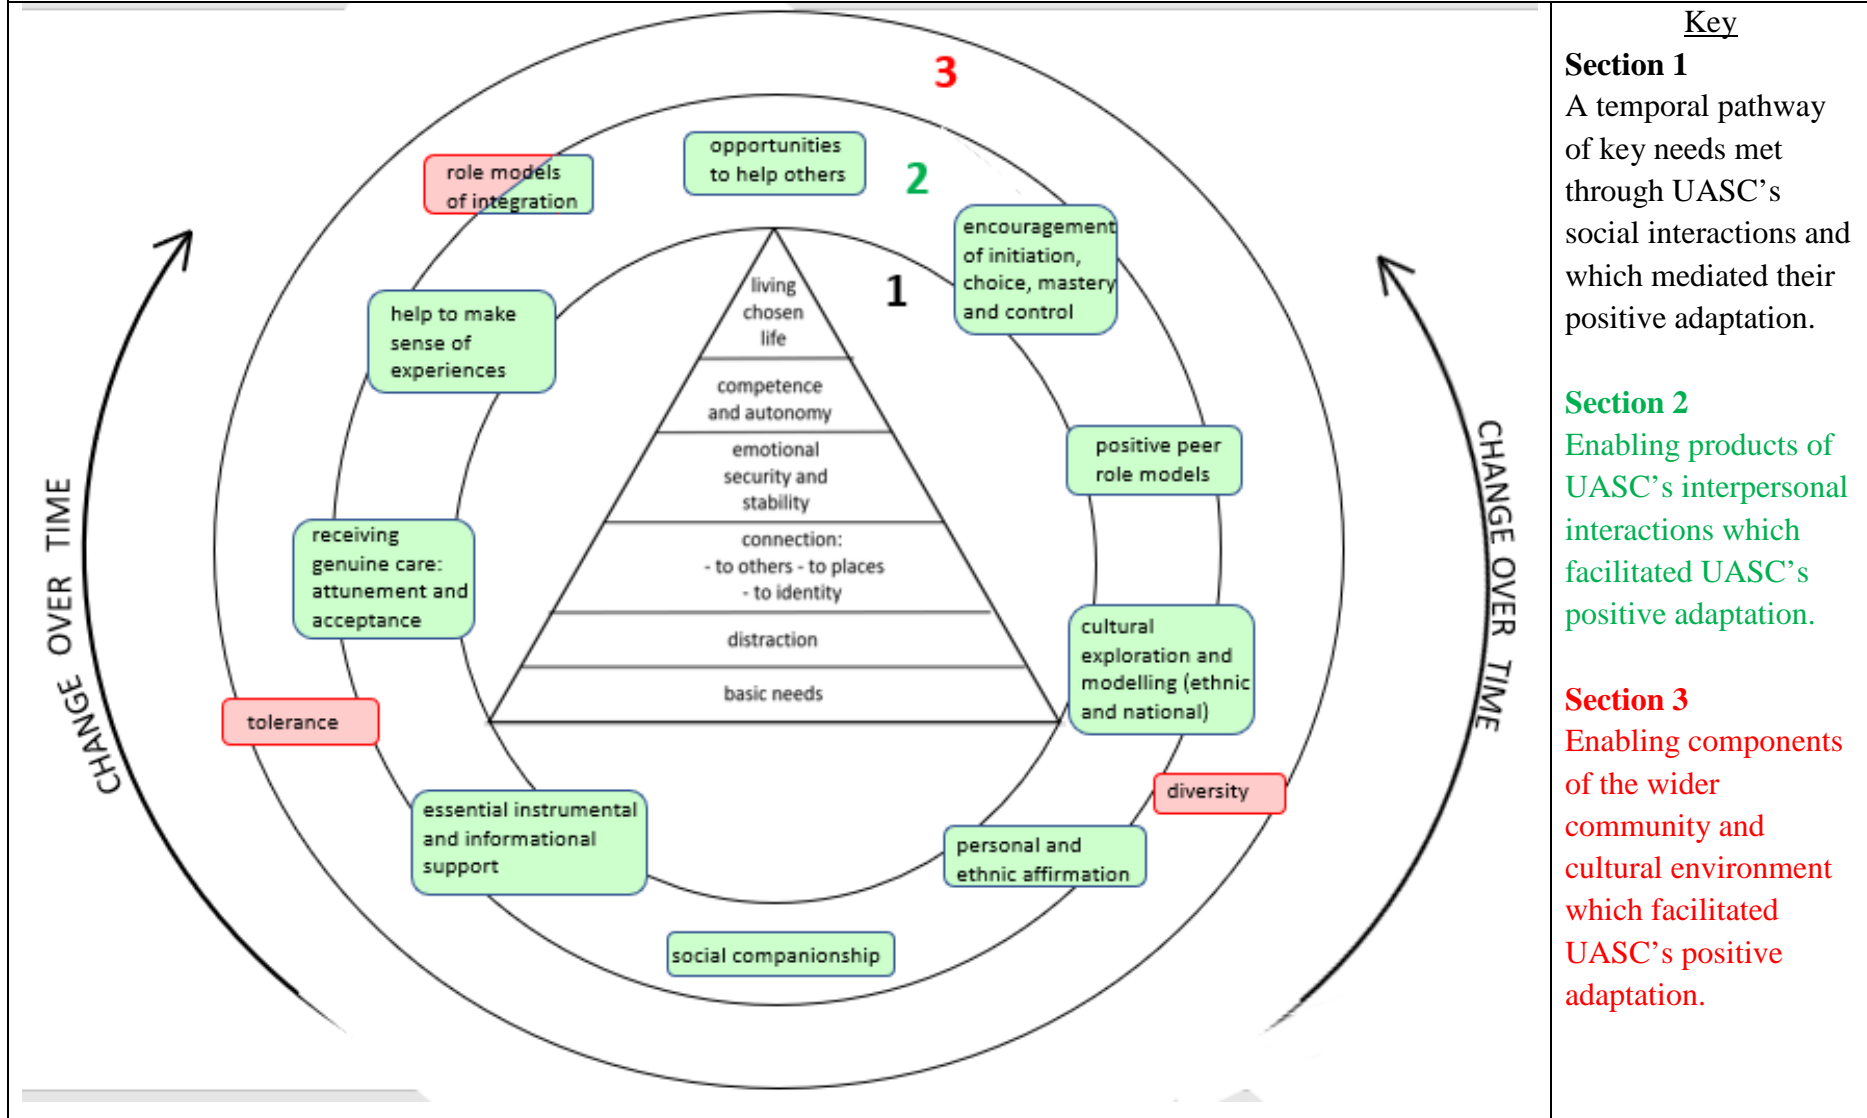 3
opportunities
to help others
2
role models
of integration
encouragement
of initiation,
choice, mastery
and control
1
living
chosen
life
help to make
sense of
experiences
competence
and autonomy
positive peer
role models
emotional
security and
stability
receiving
genuine care:
attunement and
acceptance
connection:
- to others - to places
- to identity
cultural
exploration and
modelling (ethnic
and national)
distraction
basic needs
tolerance
diversity
essential instrumental
and informational
support
personal and
ethnic affirmation
social companionship
CHANGE OVER TIME
CHANGE OVER TIME
Key
Section 1
A temporal pathway
of key needs met
through UASC’s
social interactions and
which mediated their
positive adaptation.
Section 2
Enabling products of
UASC’s interpersonal
interactions which
facilitated UASC’s
positive adaptation.
Section 3
Enabling components
of the wider
community and
cultural environment
which facilitated
UASC’s positive
adaptation.